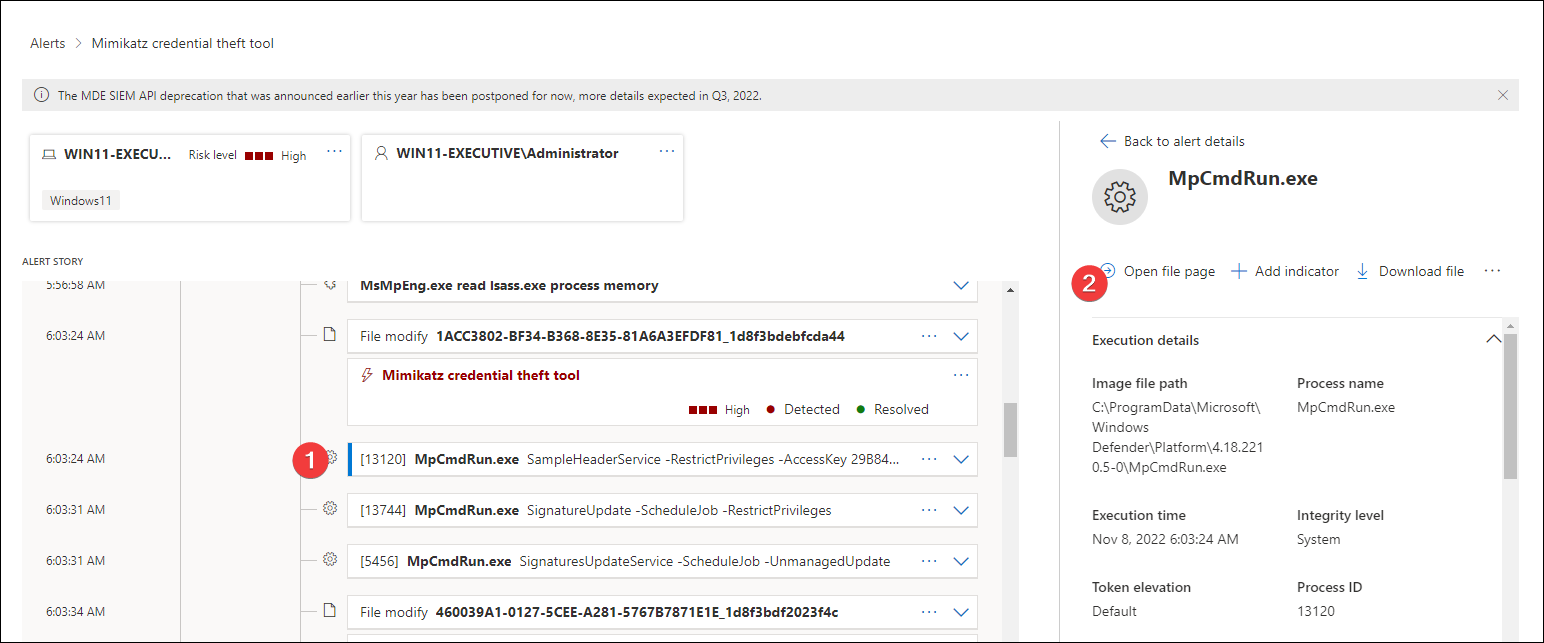 Alerts > Mimikatz credential theft tool
The MDE SIEM API deprecation that was announced earlier this year has been postponed for now, more details expected in Q3, 2022.
WIN11-EXECU... Risk level High ...
Windows11
WIN11-EXECUTIVE\Administrator ...
ALERT STORY
5:56:58 AM MsMpEng.exe read lsass.exe process memory
6:03:24 AM File modify 1ACC3802-BF34-B368-8E35-81A6A3EFDF81_1d8f3bdebfcda44 ...
Mimikatz credential theft tool ...
High Detected Resolved
6:03:24 AM 1 [13120] MpCmdRun.exe SampleHeaderService -RestrictPrivileges -AccessKey 29B84... ...
6:03:31 AM [13744] MpCmdRun.exe SignatureUpdate -ScheduleJob -RestrictPrivileges ...
6:03:31 AM [5456] MpCmdRun.exe SignaturesUpdateService -ScheduleJob -UnmanagedUpdate ...
6:03:34 AM File modify 460039A1-0127-5CEE-A281-5767B7871E1E_1d8f3bdf2023f4c ...
Back to alert details
MpCmdRun.exe
2 Open file page Add indicator Download file ...
Execution details
Image file path
C:\ProgramData\Microsoft\
Windows
Defender\Platform\4.18.221
0.5-0\MpCmdRun.exe
Process name
MpCmdRun.exe
Execution time
Nov 8, 2022 6:03:24 AM
Integrity level
System
Token elevation
Default
Process ID
13120